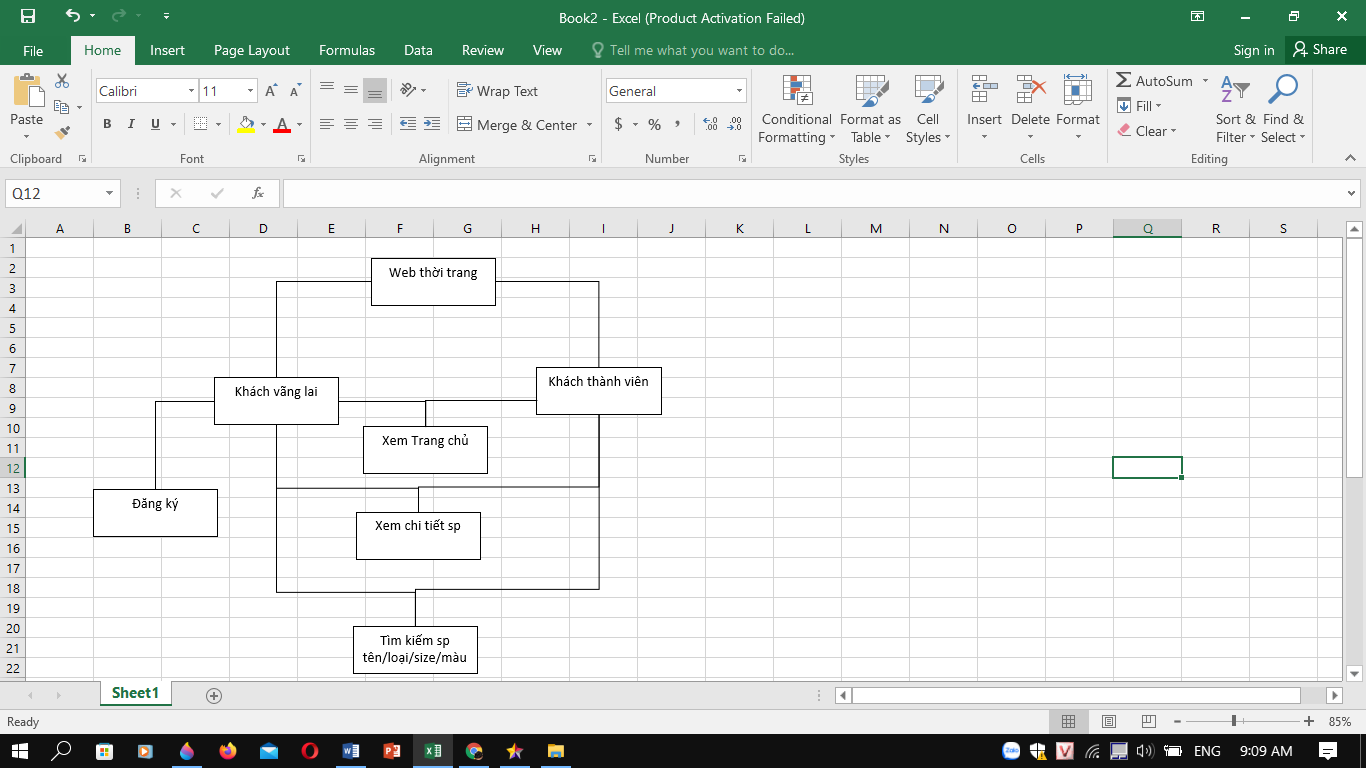 Book2 - Excel (Product Activation Failed)
File Home Insert Page Layout Formulas Data Review View Tell me what you want to do... Sign in Share
Paste
Clipboard
Calibri 11
B I U
Font
Wrap Text
Merge & Center
Alignment
General
$ % ,
Number
Conditional Formatting
Format as Table
Cell Styles
Styles
Insert Delete Format
Cells
AutoSum
Fill
Clear
Sort & Filter
Find & Select
Editing
Q12 fx
A B C D E F G H I J K L M N O P Q R S
1
2
3
4
5
6
7
8
9
10
11
12
13
14
15
16
17
18
19
20
21
22
Web thời trang
Khách vãng lai
Khách thành viên
Xem Trang chủ
Đăng ký
Xem chi tiết sp
Tìm kiếm sp
tên/loại/size/màu
Sheet1
Ready
85%
Zalo
ENG 9:09 AM